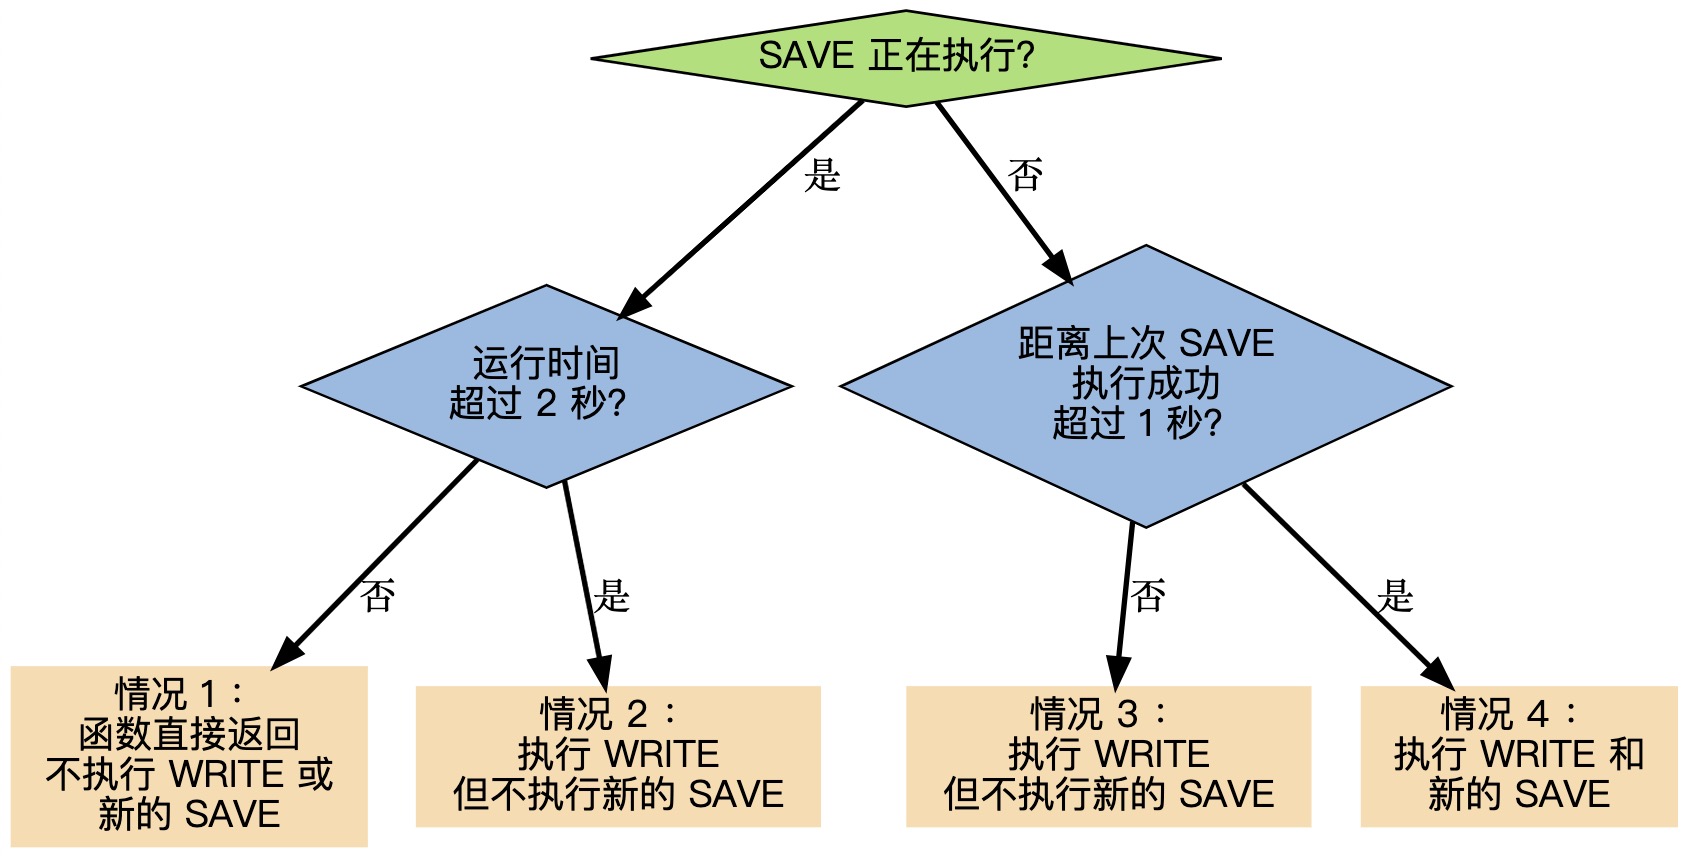 SAVE 正在执行？
是
否
运行时间
超过 2 秒？
距离上次 SAVE
执行成功
超过 1 秒？
否
是
否
是
情况 1：
函数直接返回
不执行 WRITE 或
新的 SAVE
情况 2：
执行 WRITE
但不执行新的 SAVE
情况 3：
执行 WRITE
但不执行新的 SAVE
情况 4：
执行 WRITE 和
新的 SAVE